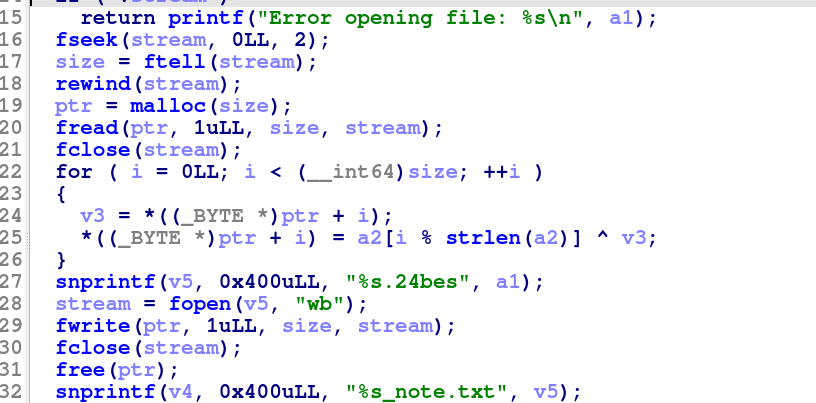 15 return printf("Error opening file: %s\n", a1);
16 fseek(stream, 0LL, 2);
17 size = ftell(stream);
18 rewind(stream);
19 ptr = malloc(size);
20 fread(ptr, 1uLL, size, stream);
21 fclose(stream);
22 for ( i = 0LL; i < (__int64)size; ++i )
23 {
24 v3 = *((_BYTE *)ptr + i);
25 *((_BYTE *)ptr + i) = a2[i % strlen(a2)] ^ v3;
26 }
27 snprintf(v5, 0x400uLL, "%s.24bes", a1);
28 stream = fopen(v5, "wb");
29 fwrite(ptr, 1uLL, size, stream);
30 fclose(stream);
31 free(ptr);
32 snprintf(v4, 0x400uLL, "%s_note.txt", v5);